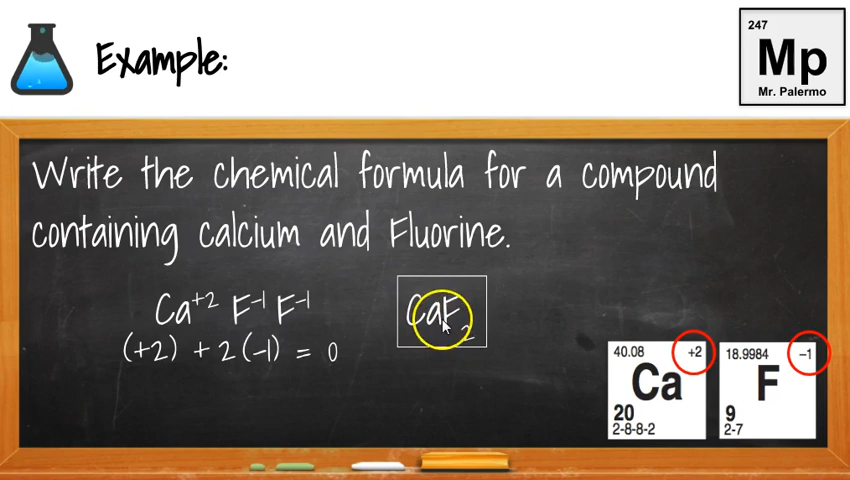 Example:
247
Mp
Mr. Palermo
Write the chemical formula for a compound
containing calcium and Fluorine.
Ca⁺² F⁻¹ F⁻¹
(+2) + 2(-1) = 0
CaF₂
40.08 +2
Ca
20
2-8-8-2
18.9984 –1
F
9
2-7